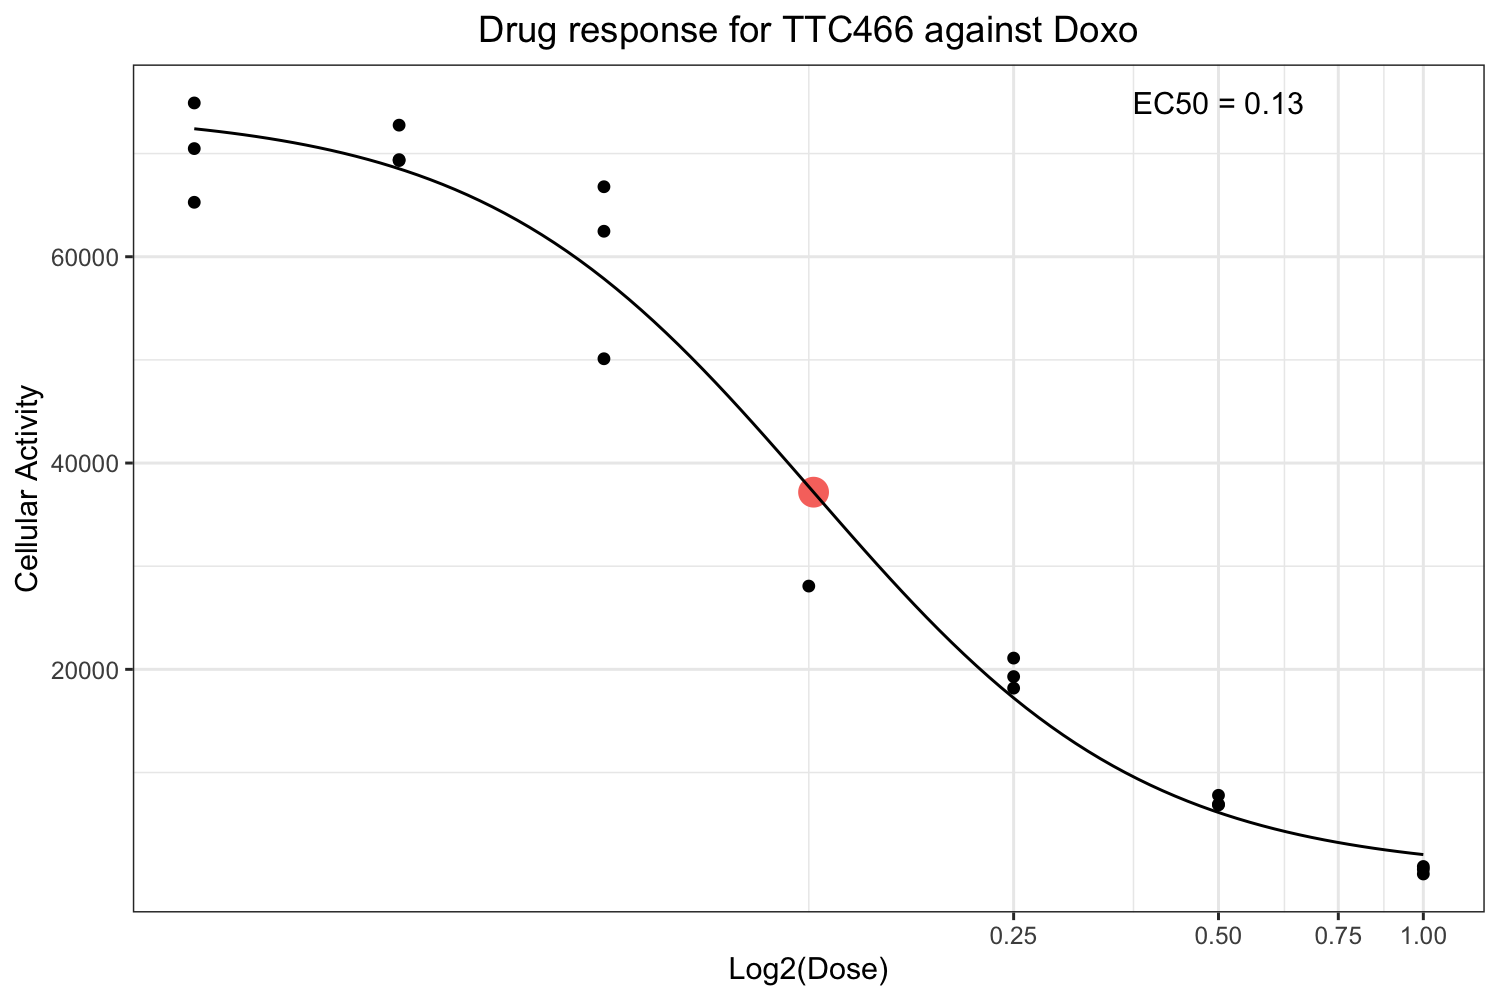 Drug response for TTC466 against Doxo
EC50 = 0.13
Cellular Activity
60000
40000
20000
0.25
0.50
0.75
1.00
Log2(Dose)